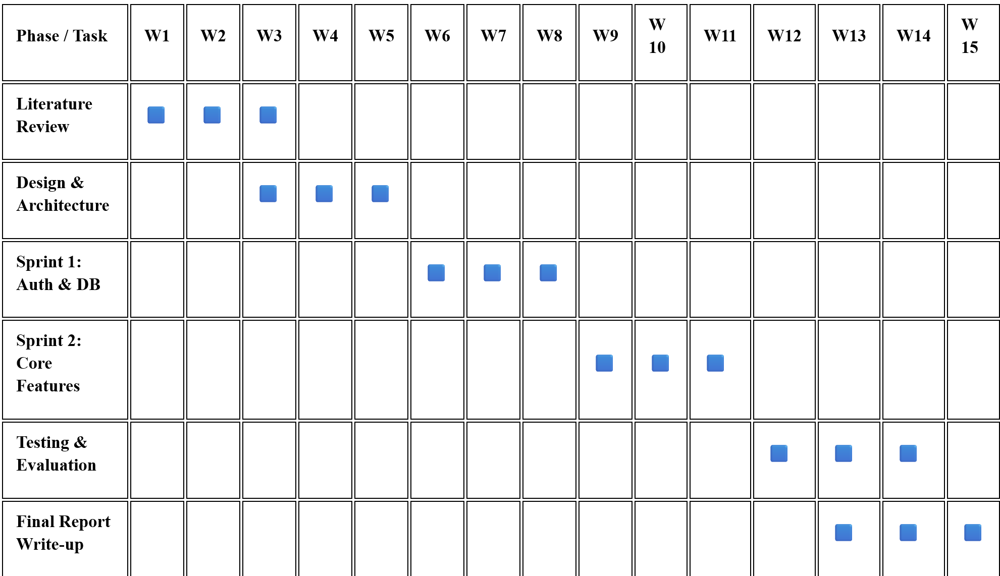 Phase / Task W1 W2 W3 W4 W5 W6 W7 W8 W9 W 10 W11 W12 W13 W14 W 15
Literature
Review
Design &
Architecture
Sprint 1:
Auth & DB
Sprint 2:
Core
Features
Testing &
Evaluation
Final Report
Write-up